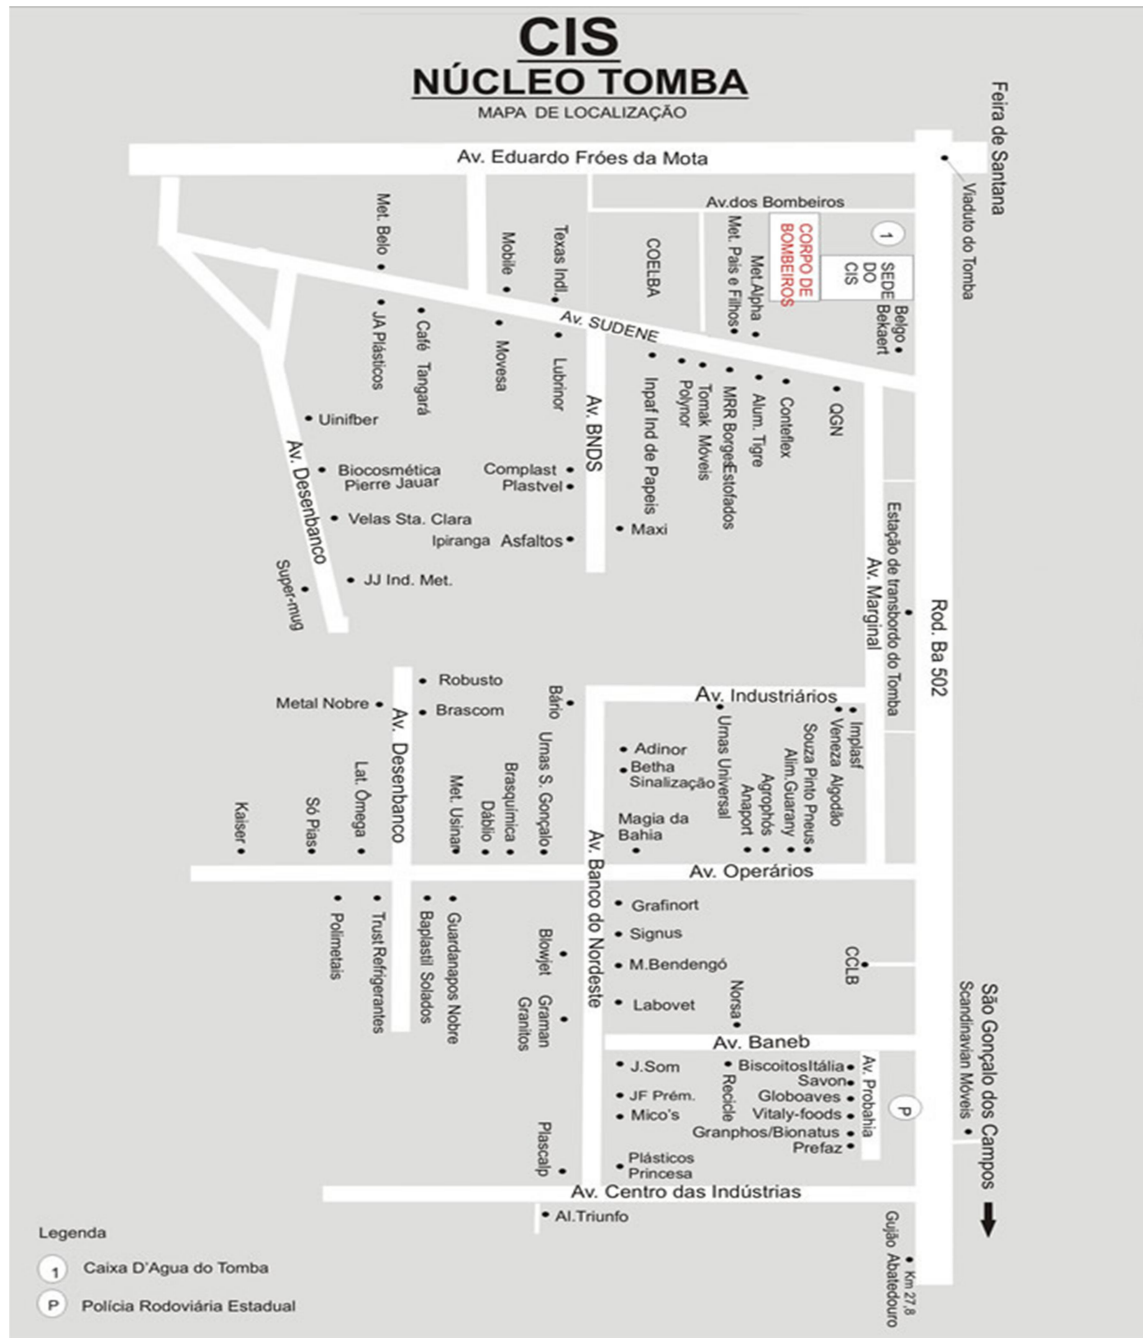 CIS
NÚCLEO TOMBA
MAPA DE LOCALIZAÇÃO
Feira de Santana
Av. Eduardo Fróes da Mota
Viaduto do Tomba
Av.dos Bombeiros
Met. Belo
Mobile
Texas Indl.
COELBA
Met. Pais e Filhos
Met.Alpha
CORPO DE
BOMBEIROS
1
SEDE
DO
CIS
Belgo
Bekaert
Av. SUDENE
JA Plásticos
Café Tangará
Movesa
Lubrinor
Av. BNDS
Inpaf Ind de Papeis
Polynor
Tomak Móveis
MRR Borges
Estofados
Alum. Tigre
Conteflex
QGN
Uinifber
Av. Desenbanco
Biocosmética
Pierre Jauar
Velas Sta. Clara
JJ Ind. Met.
Super-mug
Complast
Plastvel
Ipiranga Asfaltos
Maxi
Av. Marginal
Estação de transbordo do Tomba
Rod. Ba 502
Robusto
Metal Nobre
Brascom
Av. Desenbanco
Bário
Av. Industriários
Adinor
Betha
Sinalização
Magia da
Bahia
Urnas Universal
Anaport
Agrophós
Alim.Guarany
Souza Pinto Pneus
Veneza Algodão
Implasf
Kaiser
Só Pias
Lat. Ômega
Met. Usinar
Dáblio
Brasquímica
Urnas S. Gonçalo
Av. Banco do Nordeste
Av. Operários
Polimetais
Trust Refrigerantes
Baplastil Solados
Guardanapos Nobre
Blowjet
Graman
Granitos
Grafinort
Signus
M.Bendengó
Labovet
Norsa
CCLB
São Gonçalo dos Campos
Scandinavian Móveis
Av. Baneb
J.Som
JF Prém.
Mico's
Plásticos
Princesa
Recicle
Biscoitos Itália
Savon
Globoaves
Vitaly-foods
Granphos/Bionatus
Prefaz
Av. Probahia
P
Plascalp
Av. Centro das Indústrias
Al.Triunfo
Gujão Abatedouro
Km 27,8
Legenda
1 Caixa D'Agua do Tomba
P Polícia Rodoviária Estadual